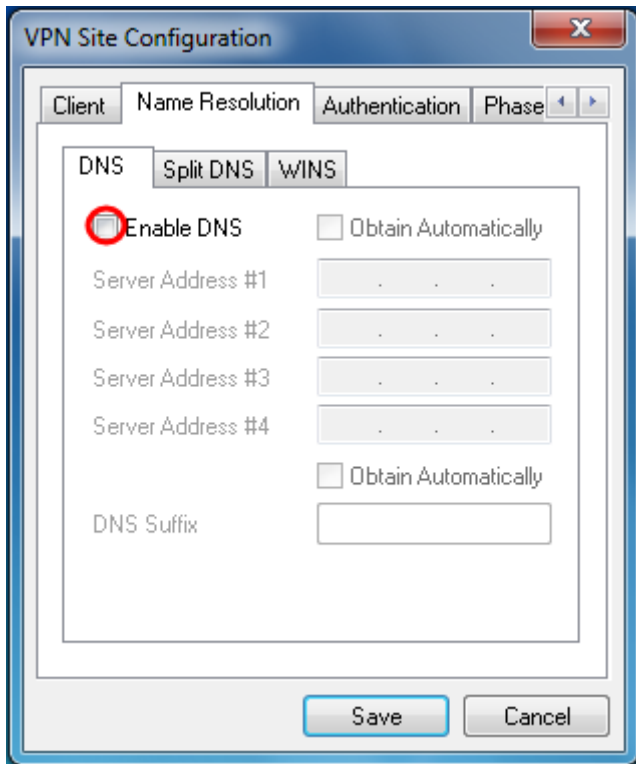 VPN Site Configuration
Client Name Resolution Authentication Phase
DNS Split DNS WINS
Enable DNS Obtain Automatically
Server Address #1 . . .
Server Address #2 . . .
Server Address #3 . . .
Server Address #4 . . .
Obtain Automatically
DNS Suffix
Save Cancel